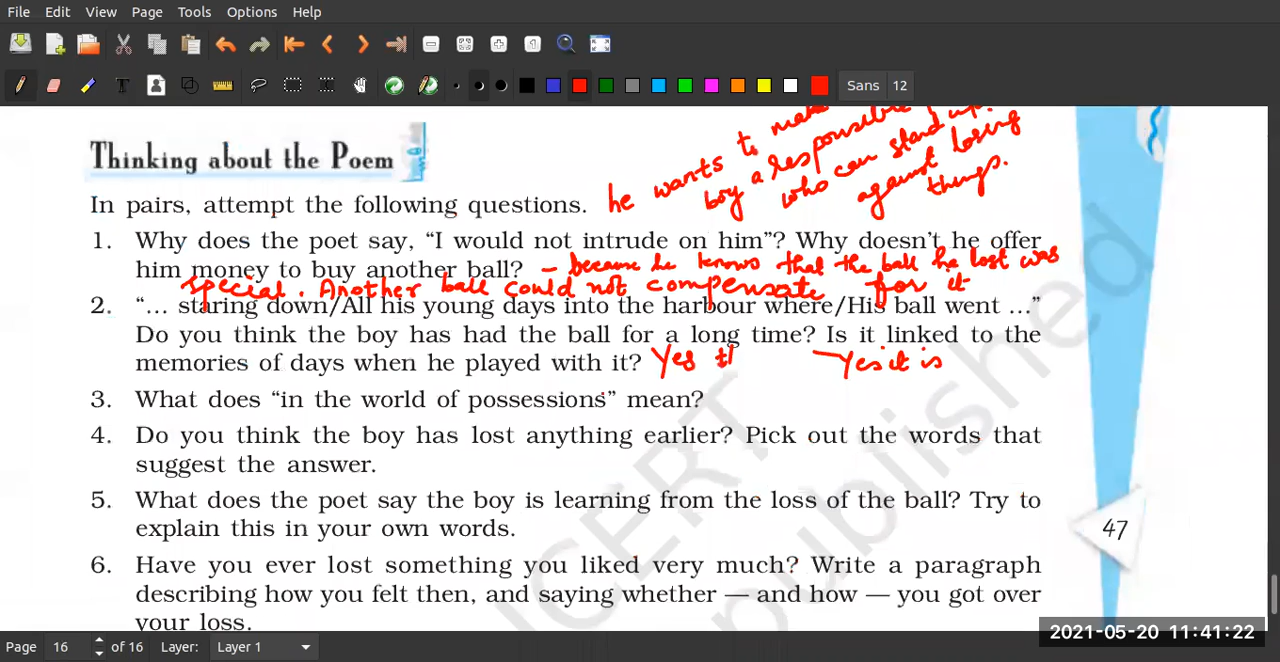 File Edit View Page Tools Options Help
Sans 12
Thinking about the Poem
he wants to make
boy a responsible
who can stand up
against losing
things.
In pairs, attempt the following questions.
1. Why does the poet say, “I would not intrude on him”? Why doesn’t he offer
him money to buy another ball? – because he knows that the ball he lost was
special. Another ball could not compensate for it
2. “... staring down/All his young days into the harbour where/His ball went ...”
Do you think the boy has had the ball for a long time? Is it linked to the
memories of days when he played with it? Yes th – Yes it is
3. What does “in the world of possessions” mean?
4. Do you think the boy has lost anything earlier? Pick out the words that
suggest the answer.
5. What does the poet say the boy is learning from the loss of the ball? Try to
explain this in your own words.
6. Have you ever lost something you liked very much? Write a paragraph
describing how you felt then, and saying whether — and how — you got over
your loss.
47
NCERT
published
Page 16 of 16 Layer: Layer 1
2021-05-20 11:41:22